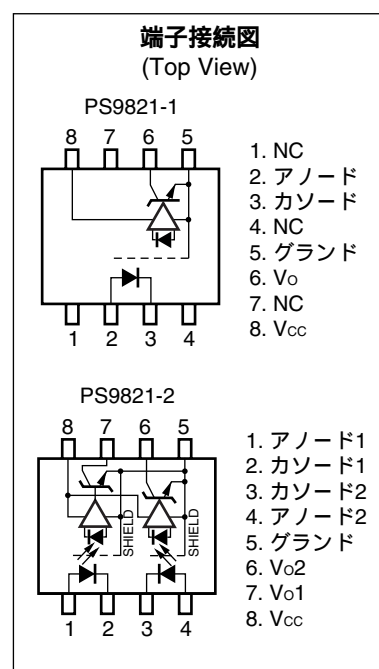 端子接続図
(Top View)
PS9821-1
8 7 6 5
1 2 3 4
1. NC
2. アノード
3. カソード
4. NC
5. グランド
6. VO
7. NC
8. VCC
PS9821-2
8 7 6 5
SHIELD SHIELD
1 2 3 4
1. アノード1
2. カソード1
3. カソード2
4. アノード2
5. グランド
6. VO2
7. VO1
8. VCC